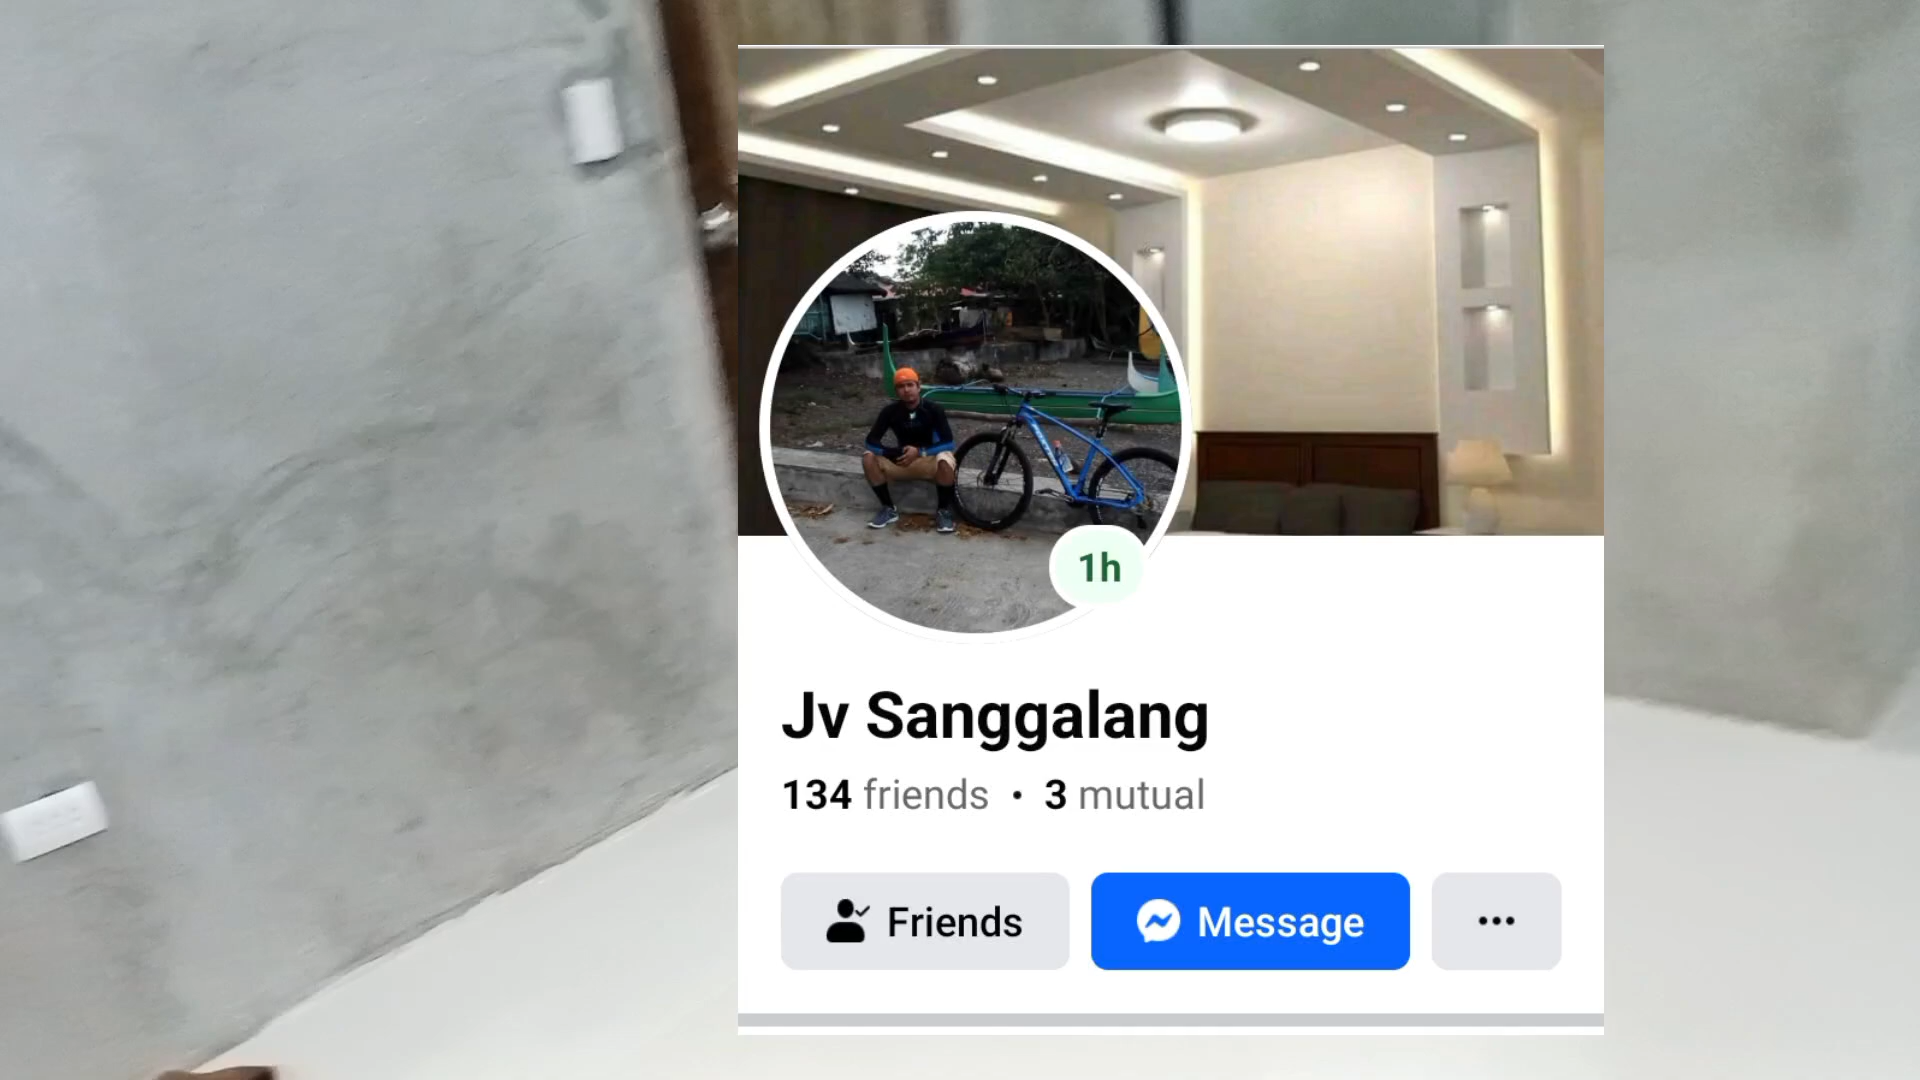 1h
Jv Sanggalang
134 friends • 3 mutual
Friends
Message